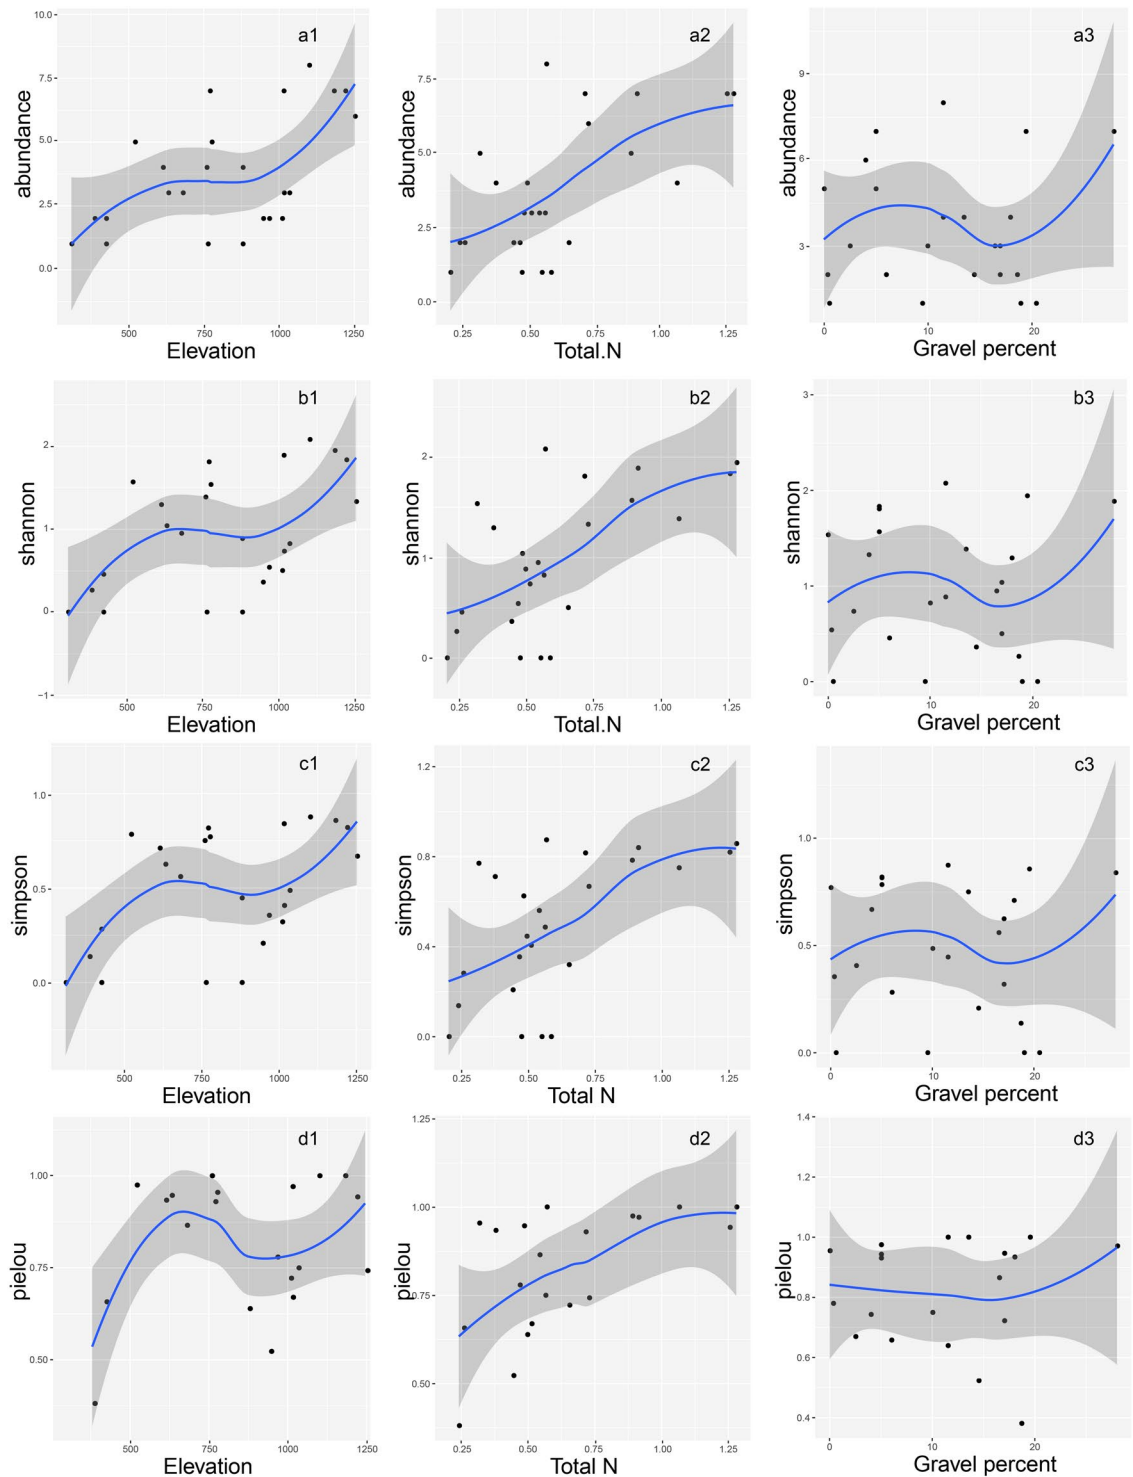 a1
abundance
10.0
7.5
5.0
2.5
0.0
500
750
1000
1250
Elevation
a2
abundance
7.5
5.0
2.5
0.0
0.25
0.50
0.75
1.00
1.25
Total.N
a3
abundance
9
6
3
0
10
20
Gravel percent
b1
shannon
2
1
0
−1
500
750
1000
1250
Elevation
b2
shannon
2
1
0
0.25
0.50
0.75
1.00
1.25
Total.N
b3
shannon
3
2
1
0
0
10
20
Gravel percent
c1
simpson
1.0
0.5
0.0
500
750
1000
1250
Elevation
c2
simpson
1.2
0.8
0.4
0.0
0.25
0.50
0.75
1.00
1.25
Total N
c3
simpson
1.0
0.5
0.0
0
10
20
Gravel percent
d1
pielou
1.00
0.75
0.50
500
750
1000
1250
Elevation
d2
pielou
1.25
1.00
0.75
0.50
0.25
0.50
0.75
1.00
1.25
Total N
d3
pielou
1.4
1.2
1.0
0.8
0.6
0.4
0
10
20
Gravel percent